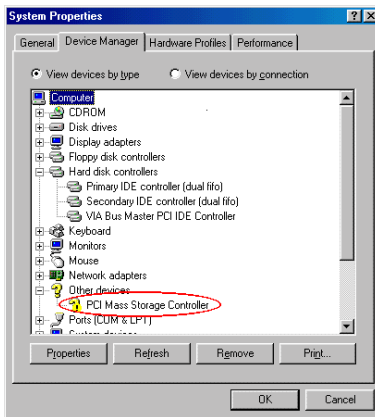 System Properties
General Device Manager Hardware Profiles Performance
View devices by type View devices by connection
Computer
CDROM
Disk drives
Display adapters
Floppy disk controllers
Hard disk controllers
Primary IDE controller (dual fifo)
Secondary IDE controller (dual fifo)
VIA Bus Master PCI IDE Controller
Keyboard
Monitors
Mouse
Network adapters
Other devices
PCI Mass Storage Controller
Ports (COM & LPT)
Properties Refresh Remove Print...
OK Cancel